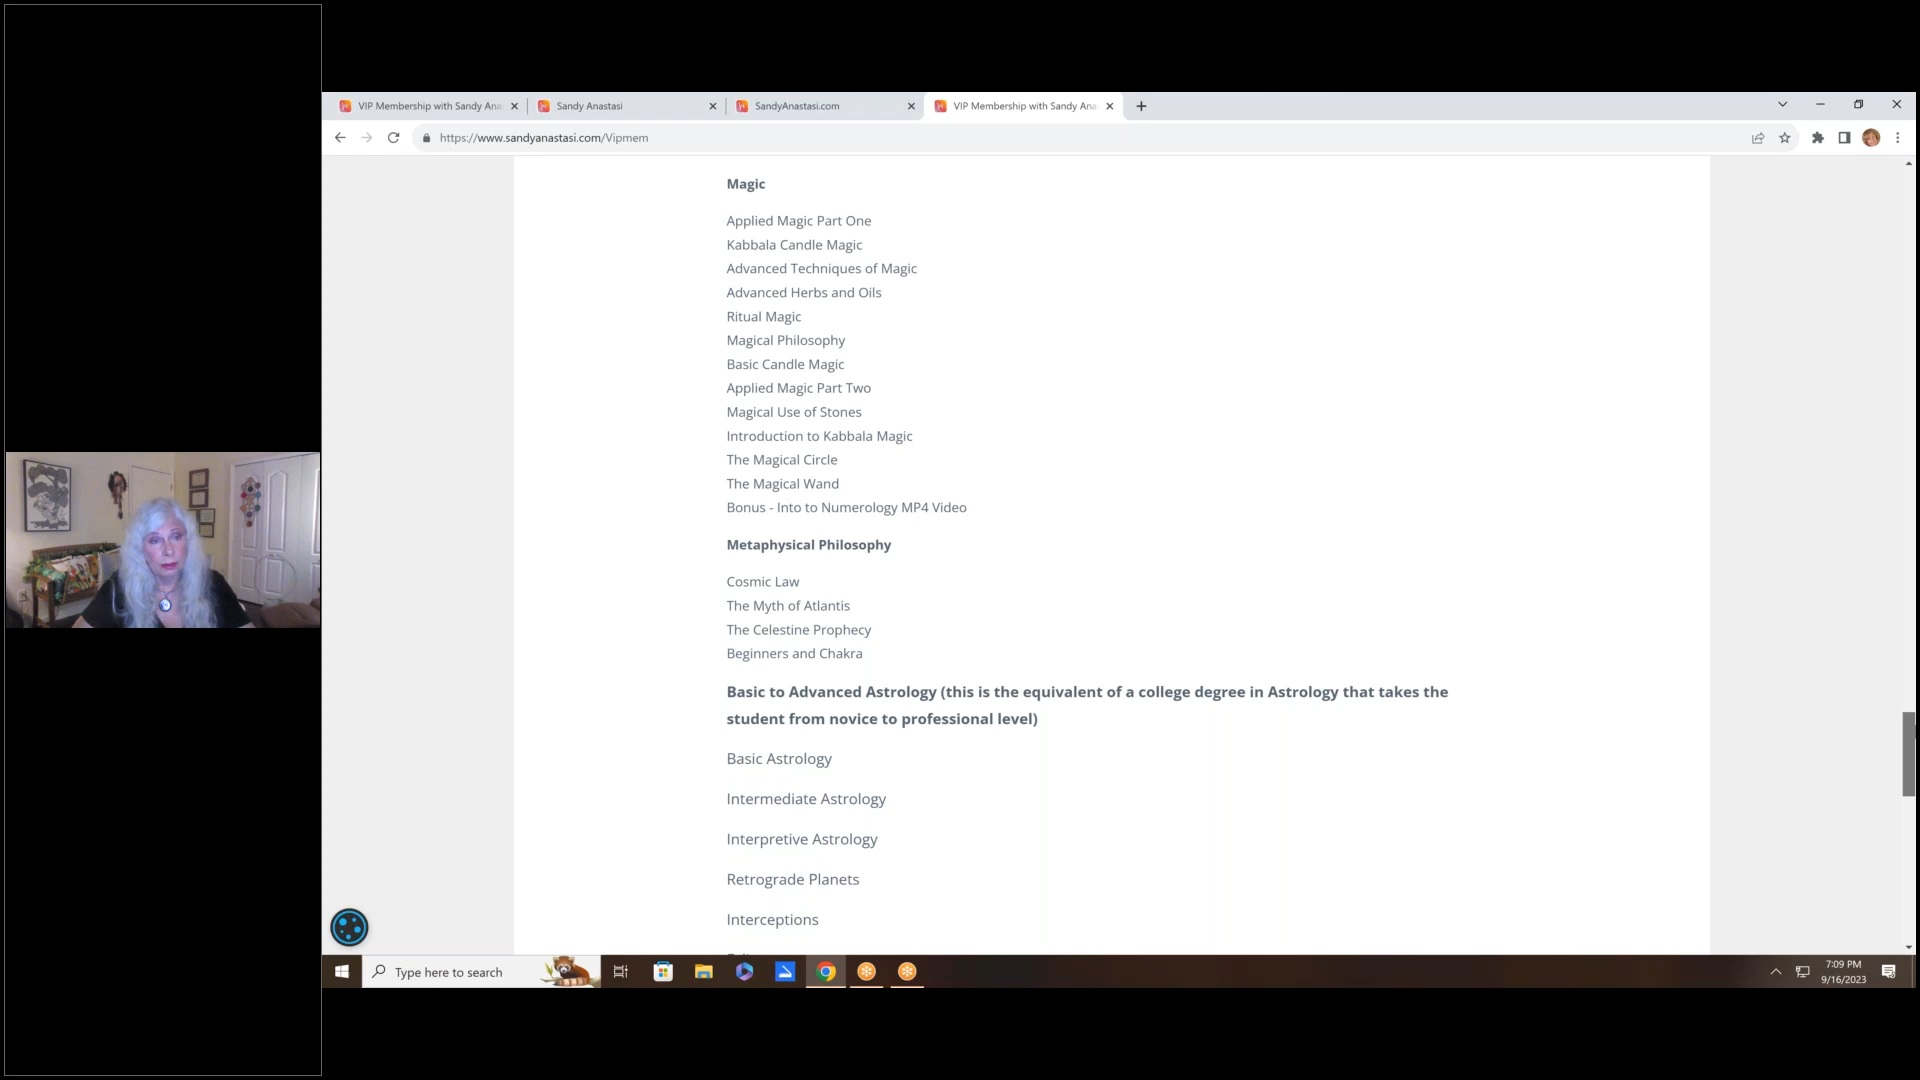 VIP Membership with Sandy Ana
Sandy Anastasi
SandyAnastasi.com
VIP Membership with Sandy Ana
https://www.sandyanastasi.com/Vipmem
Magic
Applied Magic Part One
Kabbala Candle Magic
Advanced Techniques of Magic
Advanced Herbs and Oils
Ritual Magic
Magical Philosophy
Basic Candle Magic
Applied Magic Part Two
Magical Use of Stones
Introduction to Kabbala Magic
The Magical Circle
The Magical Wand
Bonus - Into to Numerology MP4 Video
Metaphysical Philosophy
Cosmic Law
The Myth of Atlantis
The Celestine Prophecy
Beginners and Chakra
Basic to Advanced Astrology (this is the equivalent of a college degree in Astrology that takes the
student from novice to professional level)
Basic Astrology
Intermediate Astrology
Interpretive Astrology
Retrograde Planets
Interceptions
Type here to search
7:09 PM
9/16/2023